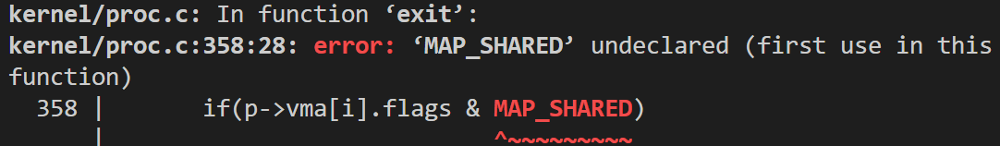 kernel/proc.c: In function ‘exit’:
kernel/proc.c:358:28: error: ‘MAP_SHARED’ undeclared (first use in this
function)
  358 |       if(p->vma[i].flags & MAP_SHARED)
      |                            ^~~~~~~~~~